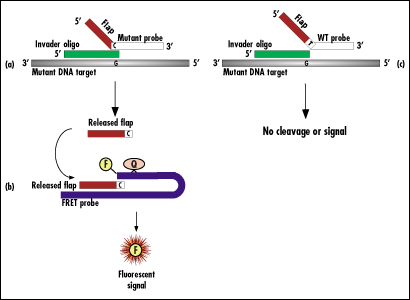 5'
Flap
C
Mutant probe
3'
Invader oligo
(a)
3'
G
5'
Mutant DNA target
Released flap
C
F
Q
(b)
Released flap
C
FRET probe
F
Fluorescent
signal
5'
Flap
T
WT probe
3'
Invader oligo
3'
G
5'
(c)
Mutant DNA target
No cleavage or signal